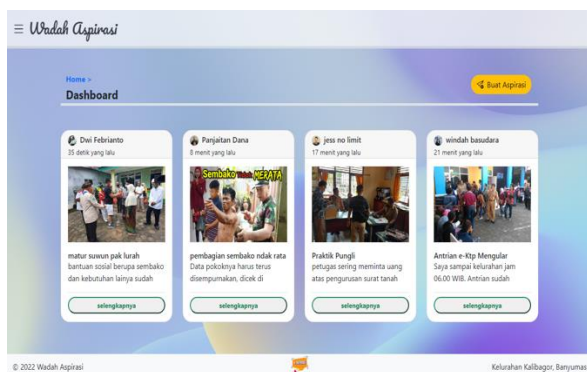 Wadah Aspirasi
Home >
Dashboard
Buat Aspirasi
Dwi Febrianto
35 detik yang lalu
matur suwun pak lurah
bantuan sosial berupa sembako
dan kebutuhan lainya sudah
selengkapnya
Panjaitan Dana
8 menit yang lalu
Sembako Tidak MERATA
pembagian sembako ndak rata
Data pokoknya harus terus
disempurnakan, dicek di
selengkapnya
jess no limit
17 menit yang lalu
Praktik Pungli
petugas sering meminta uang
atas pengurusan surat tanah
selengkapnya
windah basudara
21 menit yang lalu
Antrian e-Ktp Mengular
Saya sampai kelurahan jam
06.00 WIB. Antrian sudah
selengkapnya
© 2022 Wadah Aspirasi
Kelurahan Kalibagor, Banyumas